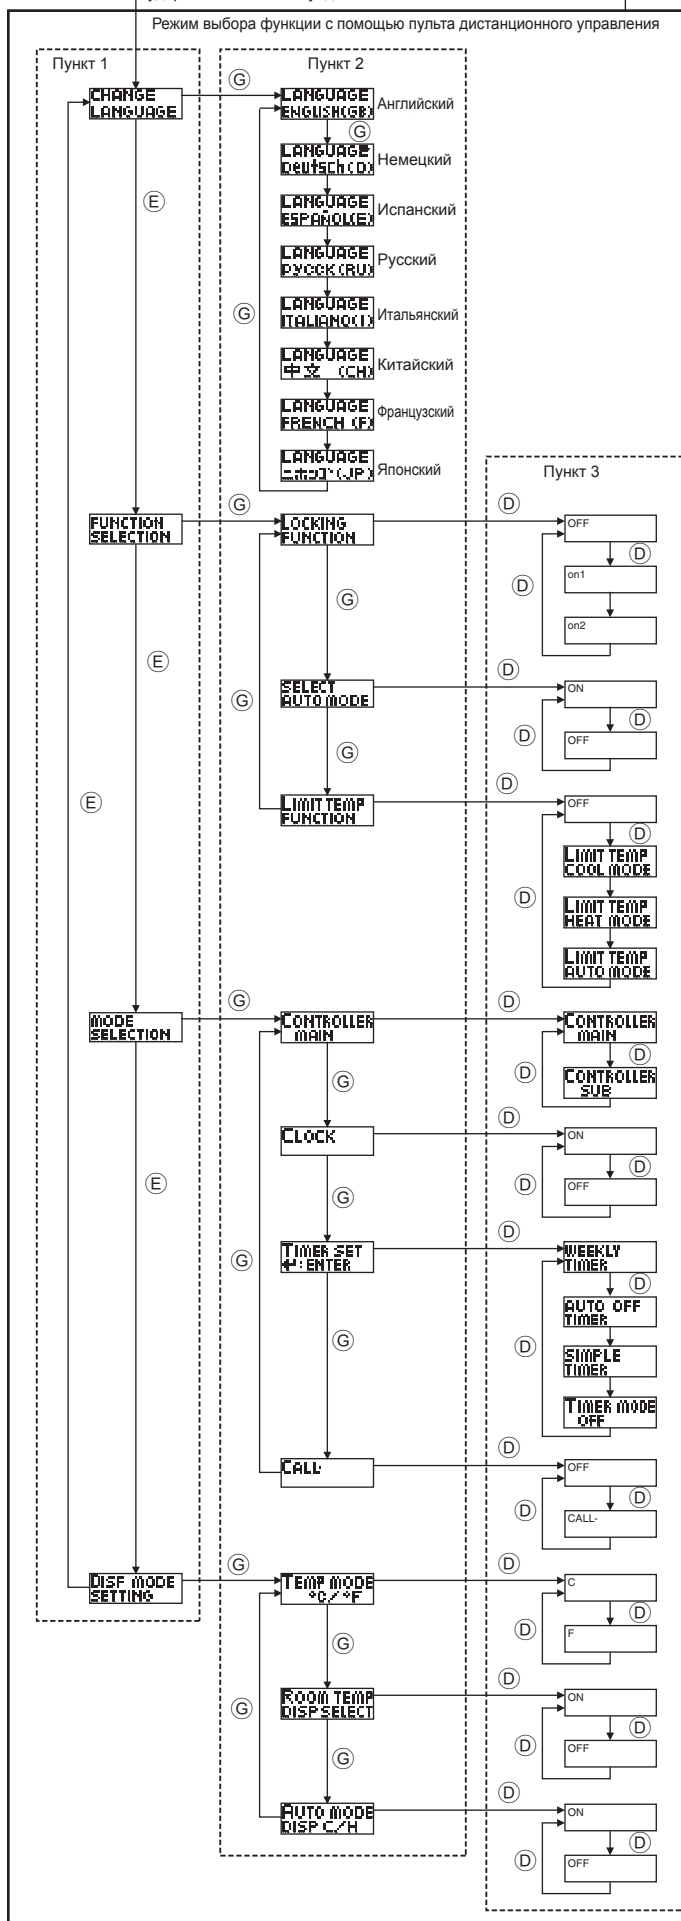 Режим выбора функции с помощью пульта дистанционного управления
Пункт 1
Пункт 2
CHANGE
LANGUAGE
G
LANGUAGE
ENGLISH(GB)
Английский
G
LANGUAGE
Deutsch(D)
Немецкий
E
LANGUAGE
ESPAÑOL(E)
Испанский
LANGUAGE
РУССК(RU)
Русский
G
LANGUAGE
ITALIANO(I)
Итальянский
LANGUAGE
中文 (CH)
Китайский
LANGUAGE
FRENCH (F)
Французский
LANGUAGE
ニホンゴ(JP)
Японский
Пункт 3
FUNCTION
SELECTION
G
LOCKING
FUNCTION
D
OFF
D
D
on1
G
on2
E
SELECT
AUTO MODE
D
ON
G
D
D
OFF
G
E
LIMIT TEMP
FUNCTION
D
OFF
D
LIMIT TEMP
COOL MODE
D
LIMIT TEMP
HEAT MODE
LIMIT TEMP
AUTO MODE
MODE
SELECTION
G
CONTROLLER
MAIN
D
CONTROLLER
MAIN
D
D
CONTROLLER
SUB
G
CLOCK
D
ON
D
D
OFF
E
G
TIMER SET
↵:ENTER
D
WEEKLY
TIMER
G
D
AUTO OFF
TIMER
G
D
SIMPLE
TIMER
TIMER MODE
OFF
CALL-
D
OFF
D
D
CALL-
DISP MODE
SETTING
G
TEMP MODE
°C/°F
D
C
D
D
F
G
ROOM TEMP
DISP SELECT
D
ON
G
D
D
OFF
G
AUTO MODE
DISP C/H
D
ON
D
D
OFF